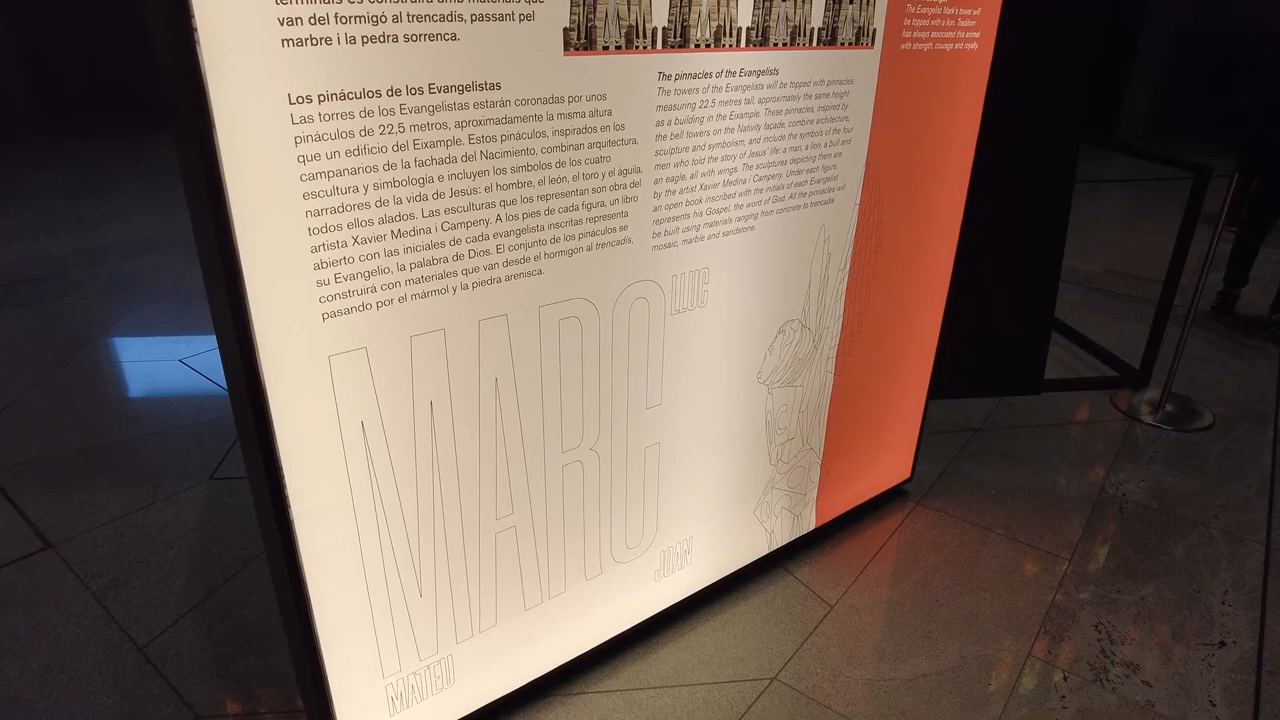 terminals es construirà amb materials que
van del formigó al trencadís, passant pel
marbre i la pedra sorrenca.
Los pináculos de los Evangelistas
Las torres de los Evangelistas estarán coronadas por unos
pináculos de 22,5 metros, aproximadamente la misma altura
que un edificio del Eixample. Estos pináculos, inspirados en los
campanarios de la fachada del Nacimiento, combinan arquitectura,
escultura y simbología e incluyen los símbolos de los cuatro
narradores de la vida de Jesús: el hombre, el león, el toro y el águila,
todos ellos alados. Las esculturas que los representan son obra del
artista Xavier Medina i Campeny. A los pies de cada figura, un libro
abierto con las iniciales de cada evangelista inscritas representa
su Evangelio, la palabra de Dios. El conjunto de los pináculos se
construirá con materiales que van desde el hormigón al trencadís,
pasando por el mármol y la piedra arenisca.
The pinnacles of the Evangelists
The towers of the Evangelists will be topped with pinnacles
measuring 22.5 metres tall, approximately the same height
as a building in the Eixample. These pinnacles, inspired by
the bell towers on the Nativity façade, combine architecture,
sculpture and symbolism, and include the symbols of the four
men who told the story of Jesus' life: a man, a lion, a bull and
an eagle, all with wings. The sculptures depicting them are
by the artist Xavier Medina i Campeny. Under each figure,
an open book inscribed with the initials of each Evangelist
represents his Gospel, the word of God. All the pinnacles will
be built using materials ranging from concrete to trencadís
mosaic, marble and sandstone.
The Evangelist Mark's tower will
be topped with a lion. Tradition
has always associated this animal
with strength, courage and royalty.
LLUC
MARC
JOAN
MATEU